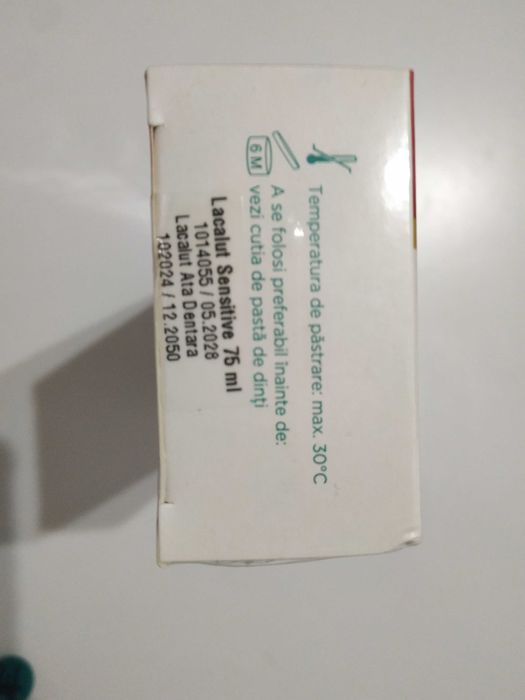 Temperatura de păstrare: max. 30°C
A se folosi preferabil înainte de:
6 M vezi cutia de pastă de dinți
Lacalut Sensitive 75 ml
1014055 / 05.2028
Lacalut Ata Dentara
102024 / 12.2050